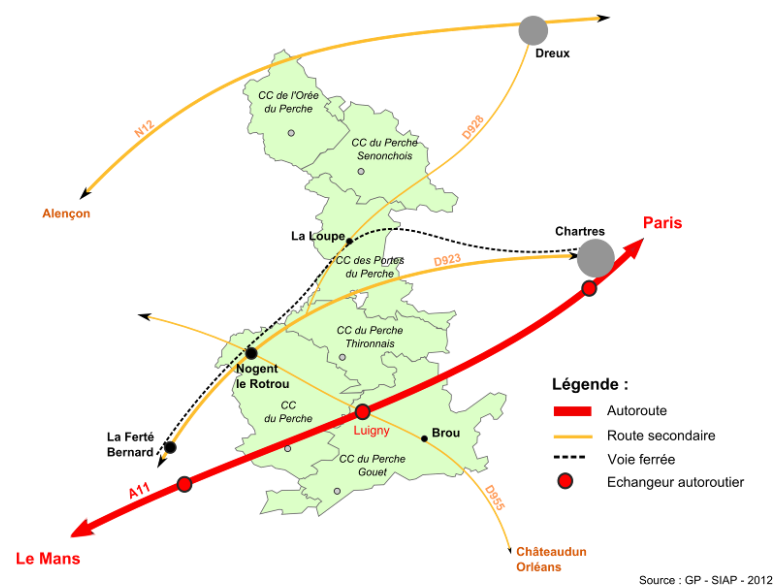 Dreux
CC de l'Orée
du Perche
N12
D928
CC du Perche
Senonchois
Alençon
Paris
La Loupe
Chartres
CC des Portes
du Perche
D923
CC du Perche
Thironnais
Nogent
le Rotrou
Légende :
CC
du Perche
Autoroute
Luigny
Brou
Route secondaire
La Ferté
Bernard
Voie ferrée
CC du Perche
Gouet
Echangeur autoroutier
A11
D955
Le Mans
Châteaudun
Orléans
Source : GP - SIAP - 2012